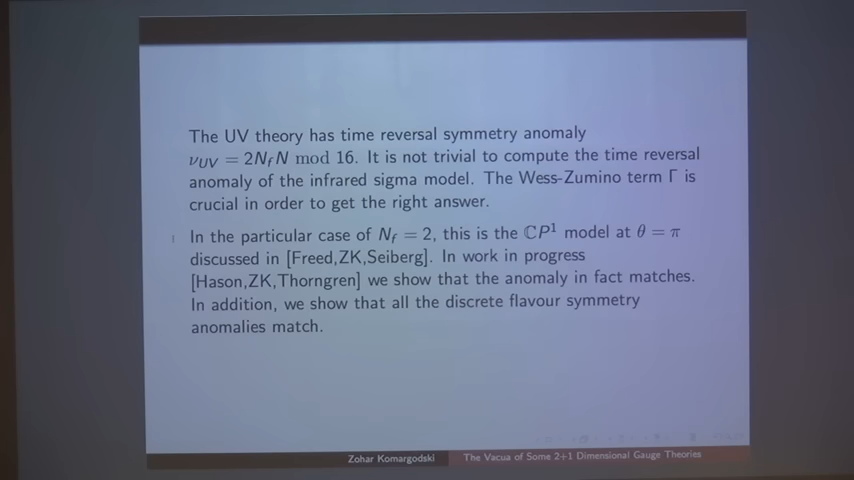 The UV theory has time reversal symmetry anomaly
ν_UV = 2N_f N mod 16. It is not trivial to compute the time reversal
anomaly of the infrared sigma model. The Wess-Zumino term Γ is
crucial in order to get the right answer.
In the particular case of N_f = 2, this is the ℂP¹ model at θ = π
discussed in [Freed,ZK,Seiberg]. In work in progress
[Hason,ZK,Thorngren] we show that the anomaly in fact matches.
In addition, we show that all the discrete flavour symmetry
anomalies match.
Zohar Komargodski The Vacua of Some 2+1 Dimensional Gauge Theories